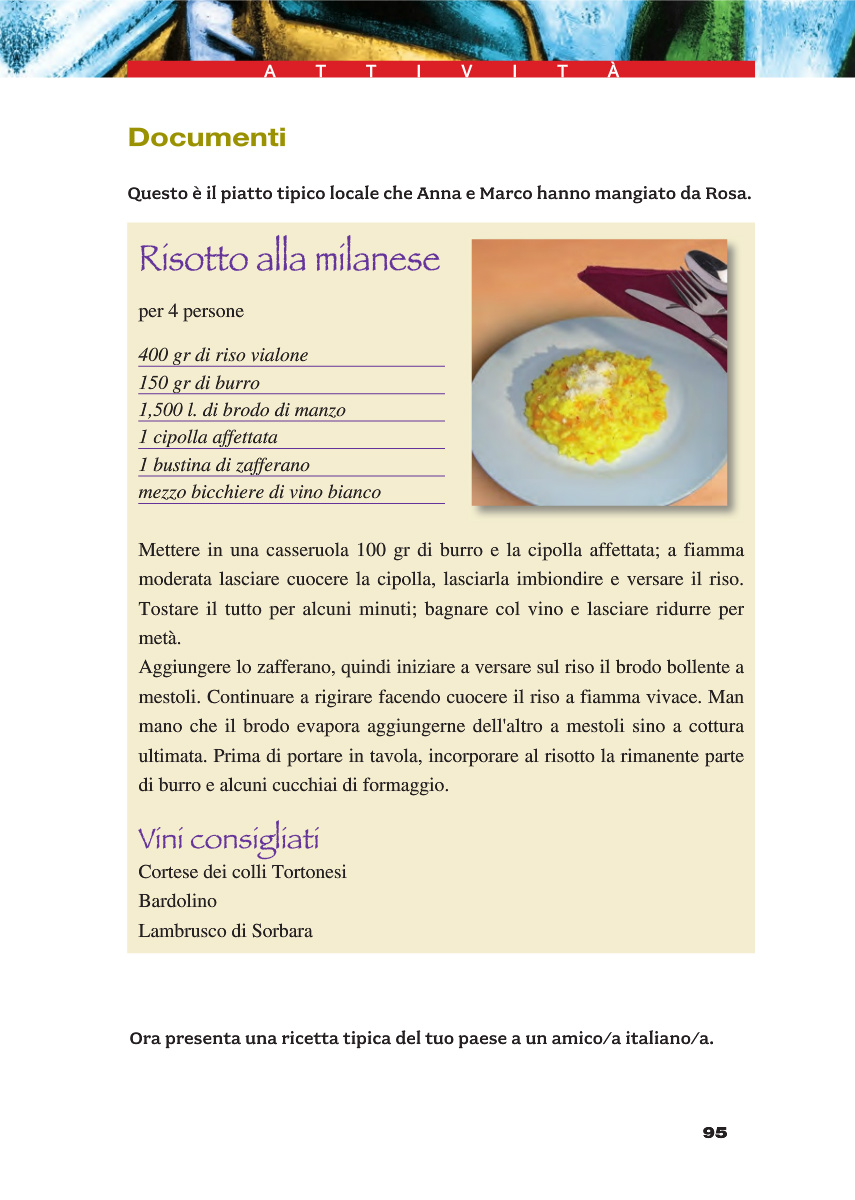 ATTIVITÀ
Documenti
Questo è il piatto tipico locale che Anna e Marco hanno mangiato da Rosa.
Risotto alla milanese
per 4 persone
400 gr di riso vialone
150 gr di burro
1,500 l. di brodo di manzo
1 cipolla affettata
1 bustina di zafferano
mezzo bicchiere di vino bianco
Mettere in una casseruola 100 gr di burro e la cipolla affettata; a fiamma
moderata lasciare cuocere la cipolla, lasciarla imbiondire e versare il riso.
Tostare il tutto per alcuni minuti; bagnare col vino e lasciare ridurre per
metà.
Aggiungere lo zafferano, quindi iniziare a versare sul riso il brodo bollente a
mestoli. Continuare a rigirare facendo cuocere il riso a fiamma vivace. Man
mano che il brodo evapora aggiungerne dell'altro a mestoli sino a cottura
ultimata. Prima di portare in tavola, incorporare al risotto la rimanente parte
di burro e alcuni cucchiai di formaggio.
Vini consigliati
Cortese dei colli Tortonesi
Bardolino
Lambrusco di Sorbara
Ora presenta una ricetta tipica del tuo paese a un amico/a italiano/a.
95